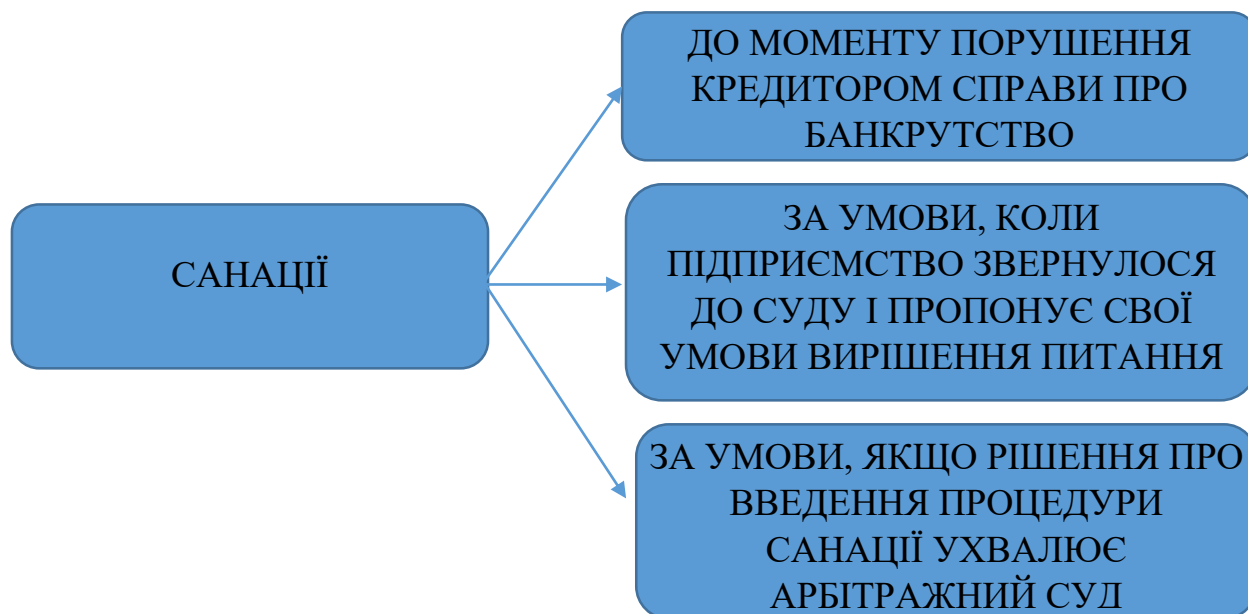 САНАЦІЇ
ДО МОМЕНТУ ПОРУШЕННЯ
КРЕДИТОРОМ СПРАВИ ПРО
БАНКРУТСТВО
ЗА УМОВИ, КОЛИ
ПІДПРИЄМСТВО ЗВЕРНУЛОСЯ
ДО СУДУ І ПРОПОНУЄ СВОЇ
УМОВИ ВИРІШЕННЯ ПИТАННЯ
ЗА УМОВИ, ЯКЩО РІШЕННЯ ПРО
ВВЕДЕННЯ ПРОЦЕДУРИ
САНАЦІЇ УХВАЛЮЄ
АРБІТРАЖНИЙ СУД